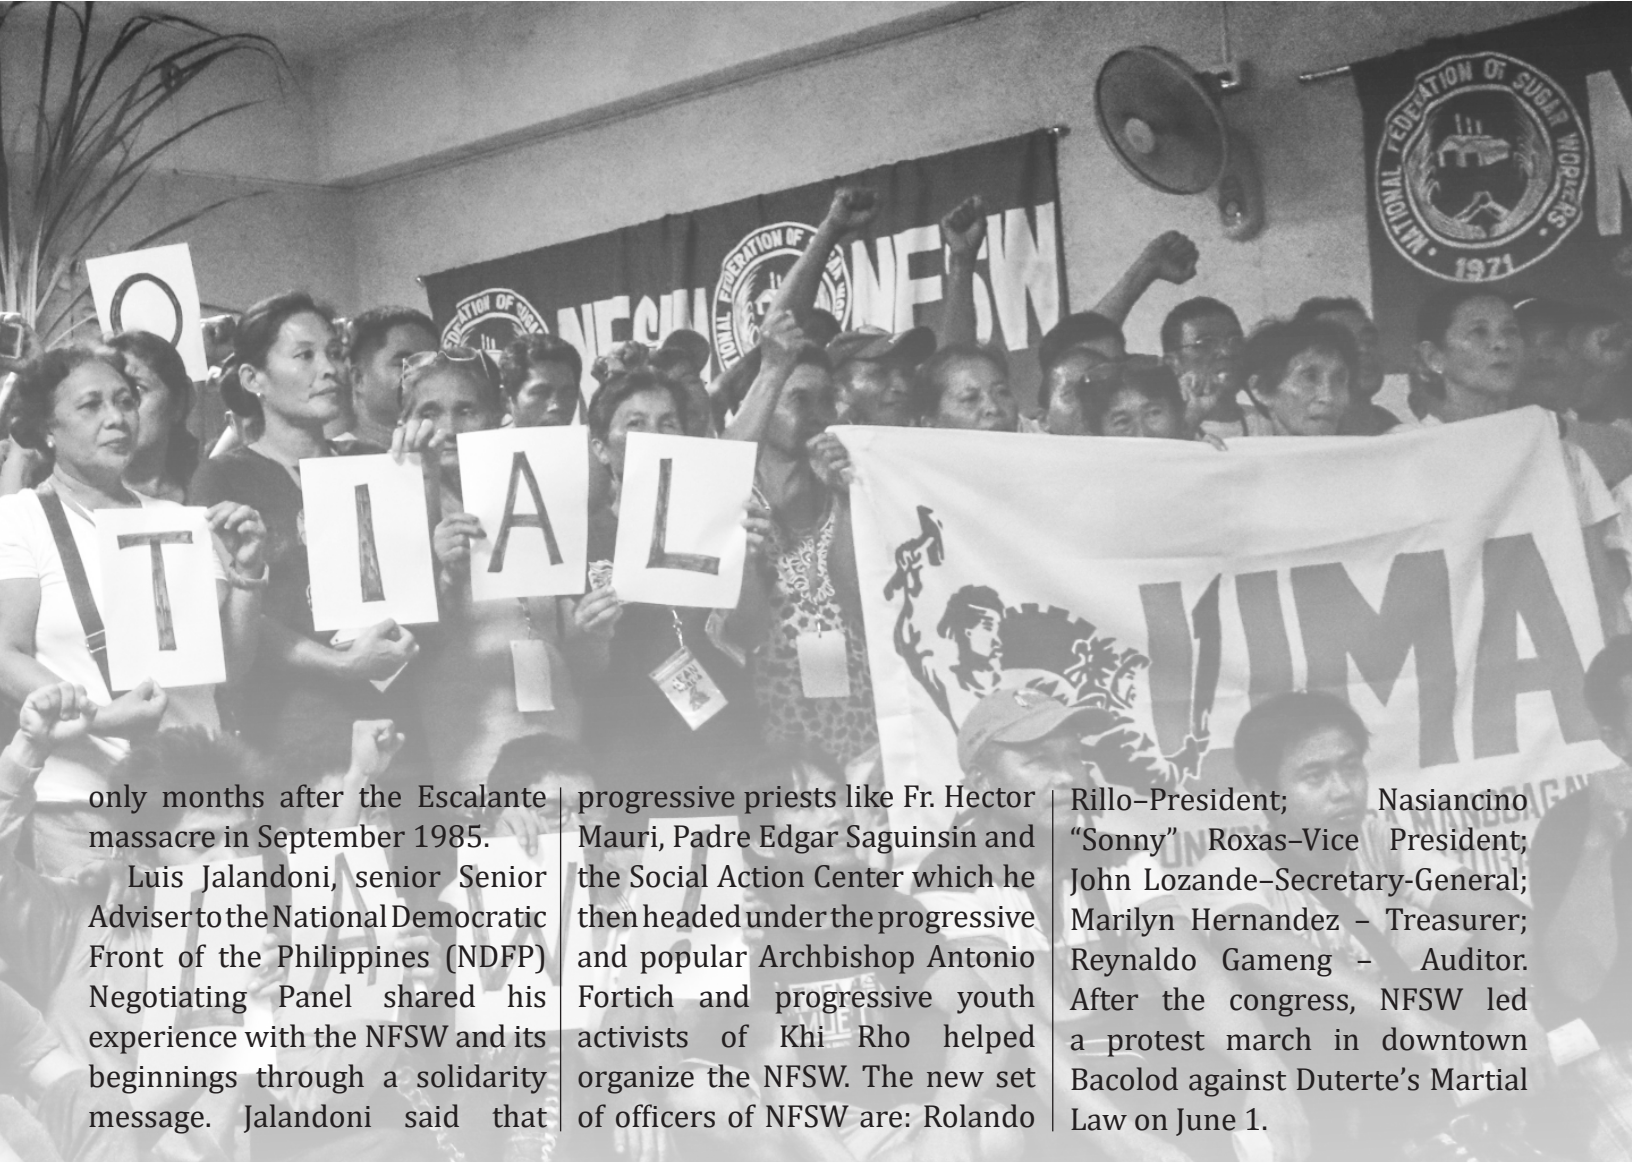 O
NATIONAL FEDERATION OF SUGAR WORKERS
1971
NFSW
NFSW
T
I
A
L
UIMA
only months after the Escalante
massacre in September 1985.
Luis Jalandoni, senior Senior
Adviser to the National Democratic
Front of the Philippines (NDFP)
Negotiating Panel shared his
experience with the NFSW and its
beginnings through a solidarity
message. Jalandoni said that
progressive priests like Fr. Hector
Mauri, Padre Edgar Saguinsin and
the Social Action Center which he
then headed under the progressive
and popular Archbishop Antonio
Fortich and progressive youth
activists of Khi Rho helped
organize the NFSW. The new set
of officers of NFSW are: Rolando
Rillo–President; Nasiancino
“Sonny” Roxas–Vice President;
John Lozande–Secretary-General;
Marilyn Hernandez – Treasurer;
Reynaldo Gameng – Auditor.
After the congress, NFSW led
a protest march in downtown
Bacolod against Duterte’s Martial
Law on June 1.